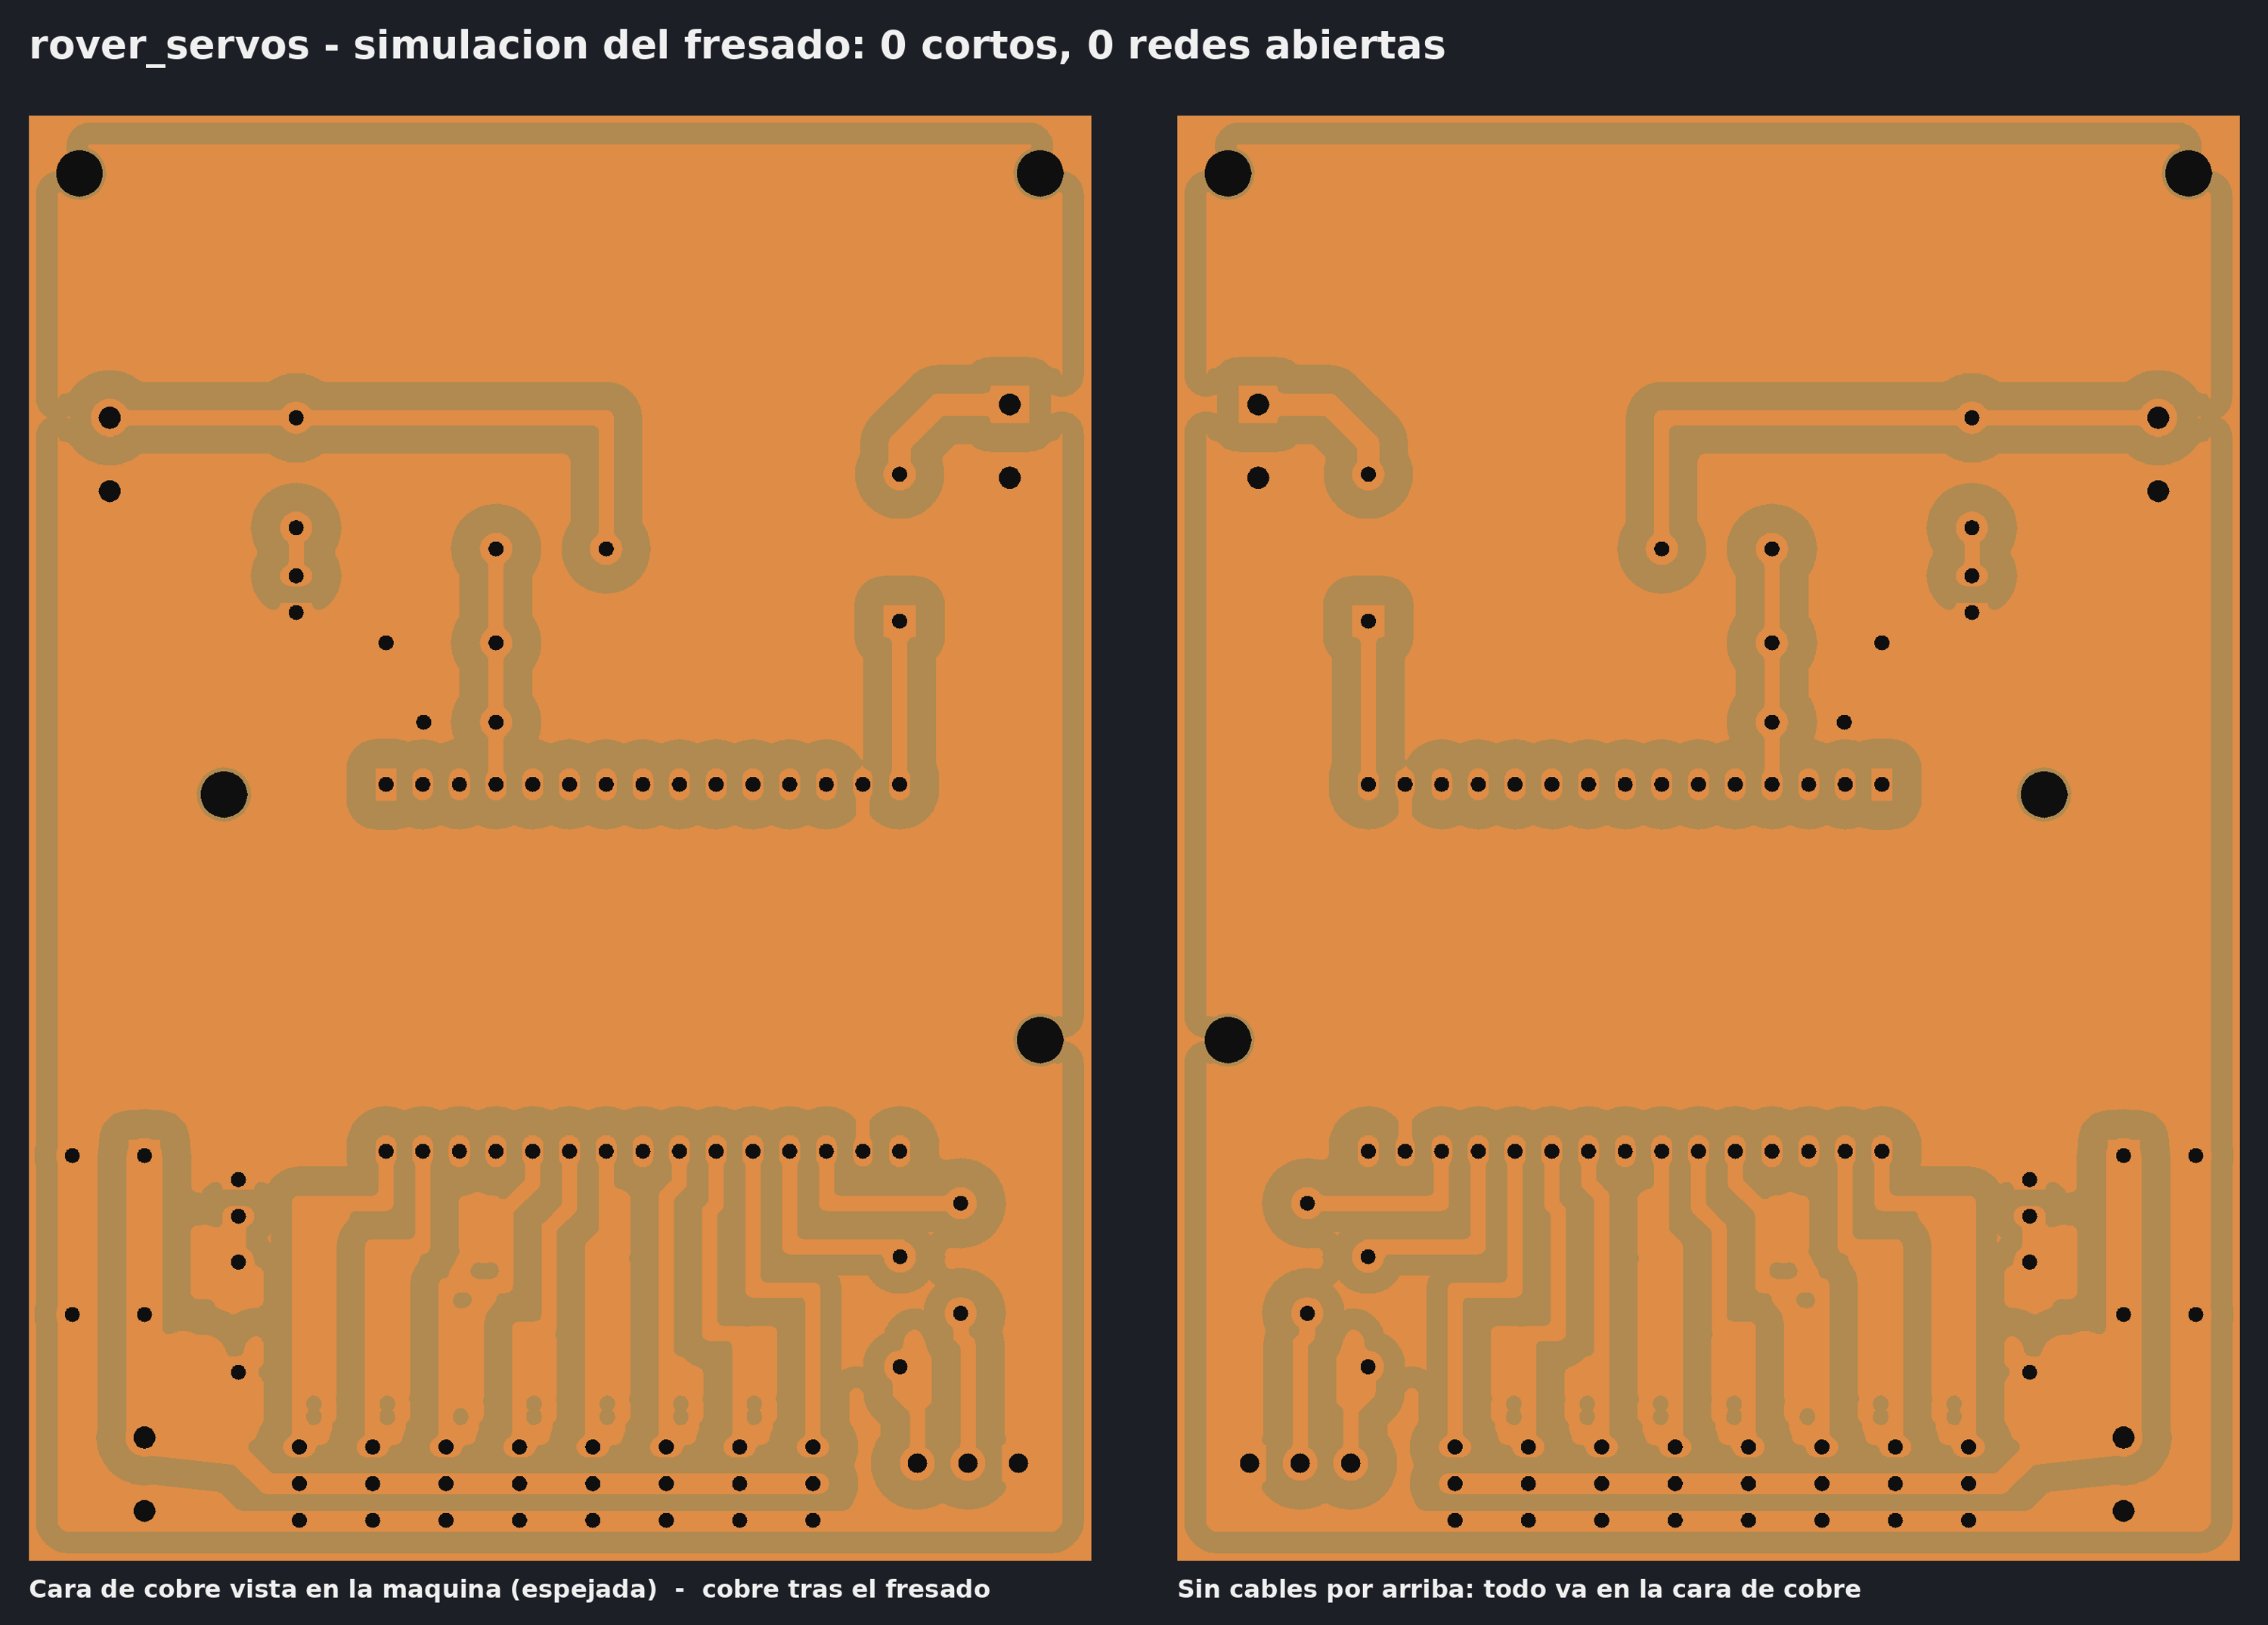 rover_servos - simulacion del fresado: 0 cortos, 0 redes abiertas
Cara de cobre vista en la maquina (espejada)  -  cobre tras el fresado
Sin cables por arriba: todo va en la cara de cobre